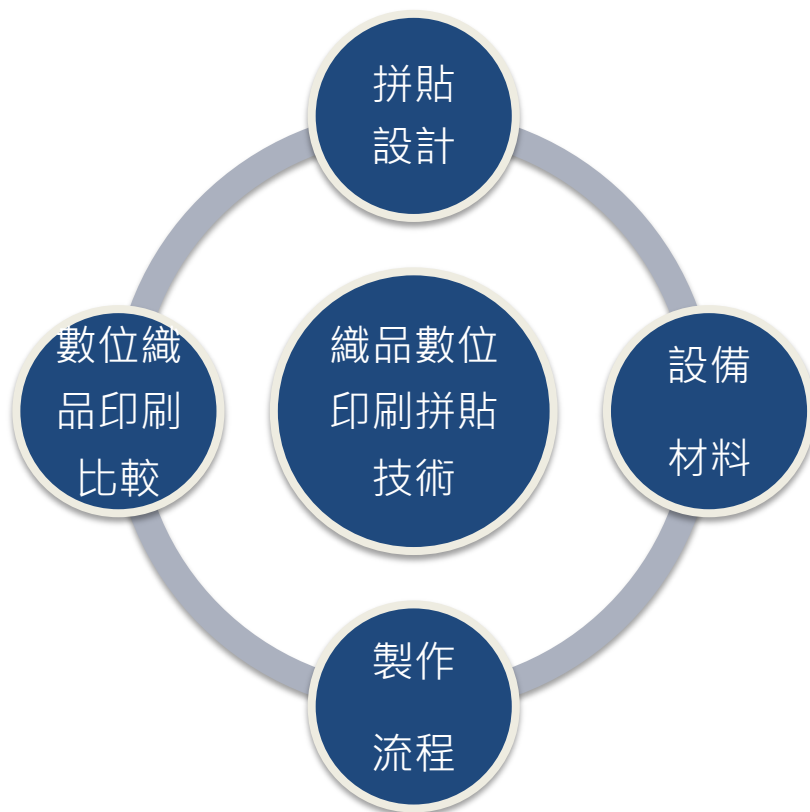 拼貼
設計
數位織
品印刷
比較
織品數位
印刷拼貼
技術
設備
材料
製作
流程